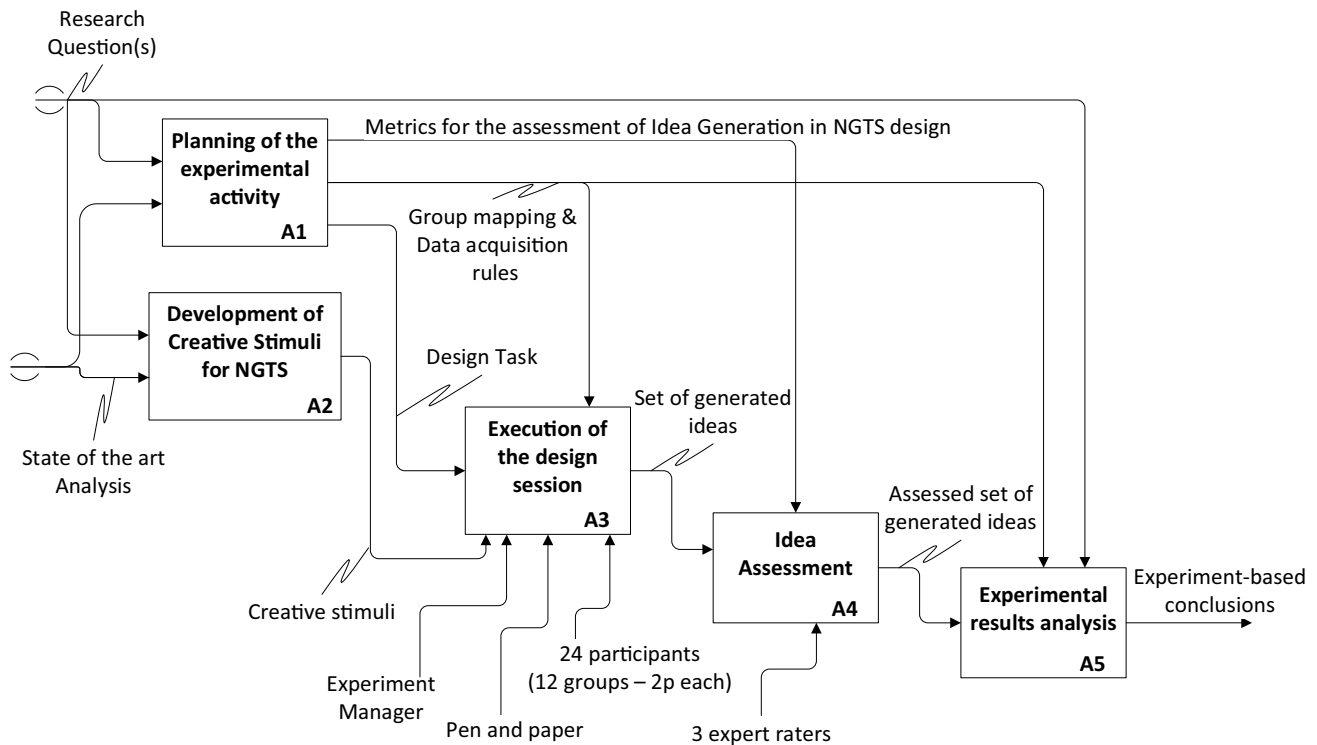 Research
Question(s)
Planning of the
experimental
activity
A1
Metrics for the assessment of Idea Generation in NGTS design
Group mapping &
Data acquisition
rules
Development of
Creative Stimuli
for NGTS
A2
State of the art
Analysis
Design Task
Execution of
the design
session
A3
Set of generated
ideas
Idea
Assessment
A4
Assessed set of
generated ideas
Experimental
results analysis
A5
Experiment-based
conclusions
Creative stimuli
Experiment
Manager
Pen and paper
24 participants
(12 groups – 2p each)
3 expert raters